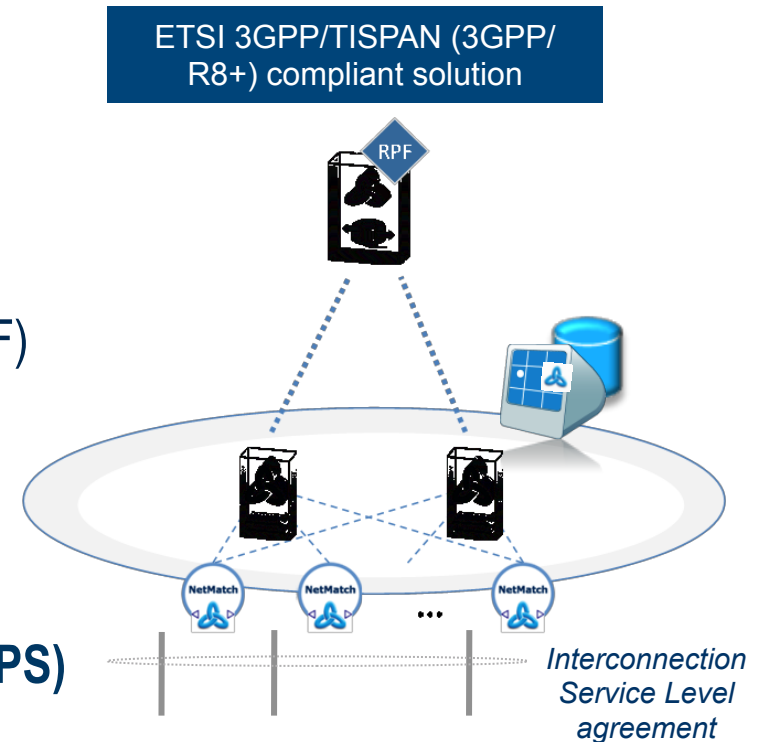 ETSI 3GPP/TISPAN (3GPP/
R8+) compliant solution
RPF
F)
NetMatch
NetMatch
...
NetMatch
PS)
Interconnection
Service Level
agreement